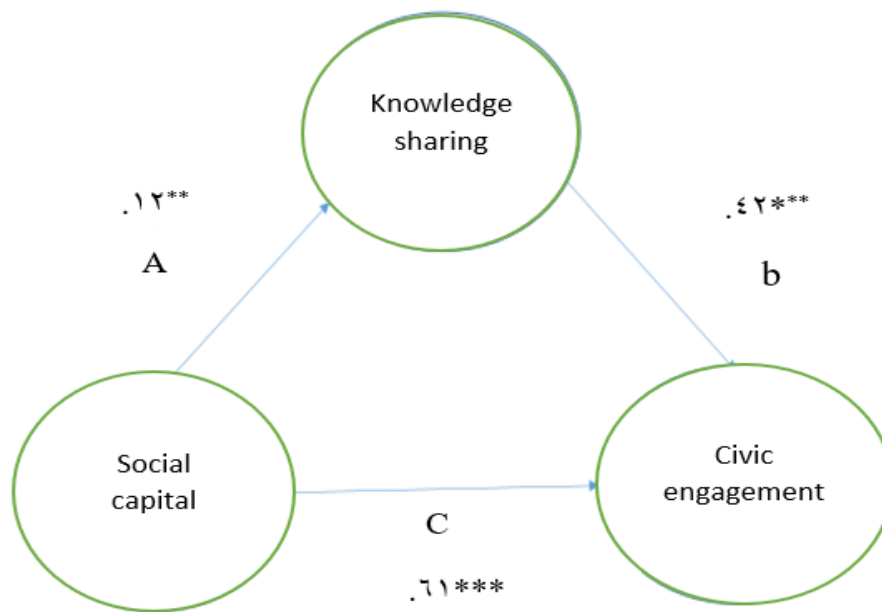 Knowledge
sharing
.١٢**
A
.٤٢***
b
Social
capital
Civic
engagement
C
.٦١***